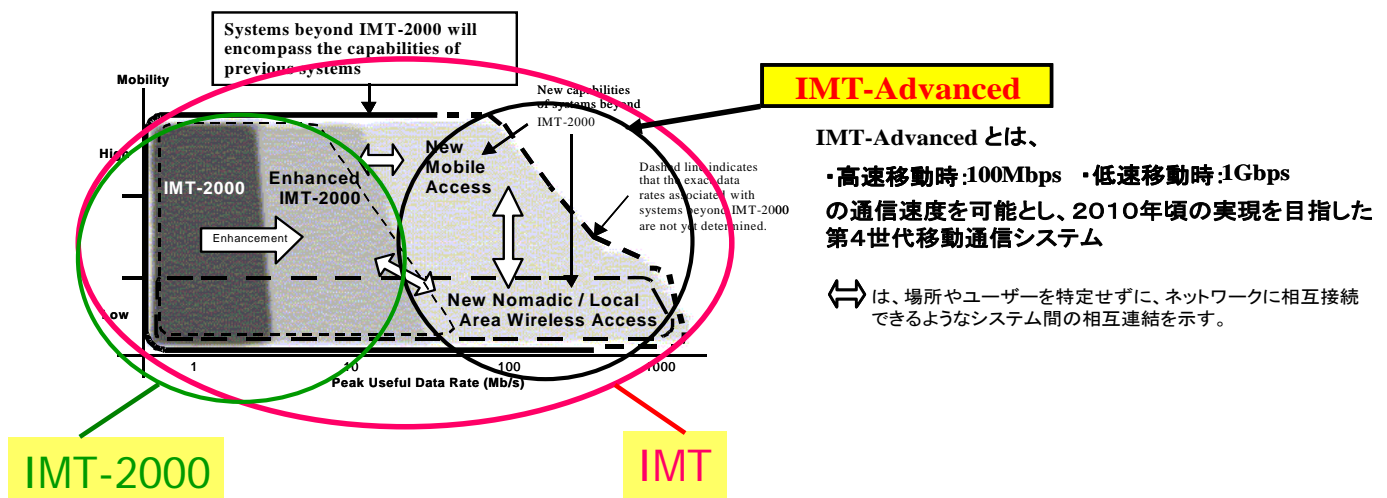 Systems beyond IMT-2000 will
encompass the capabilities of
previous systems
Mobility
New capabilities
of systems beyond
IMT-2000
IMT-Advanced
IMT-Advanced とは、
・高速移動時:100Mbps ・低速移動時:1Gbps
の通信速度を可能とし、2010年頃の実現を目指した
第4世代移動通信システム
High
IMT-2000
Enhanced
IMT-2000
New
Mobile
Access
Dashed line indicates
that the exact data
rates associated with
systems beyond IMT-2000
are not yet determined.
Enhancement
は、場所やユーザーを特定せずに、ネットワークに相互接続
できるようなシステム間の相互連結を示す。
Low
New Nomadic / Local
Area Wireless Access
1
10
100
1000
Peak Useful Data Rate (Mb/s)
IMT-2000
IMT